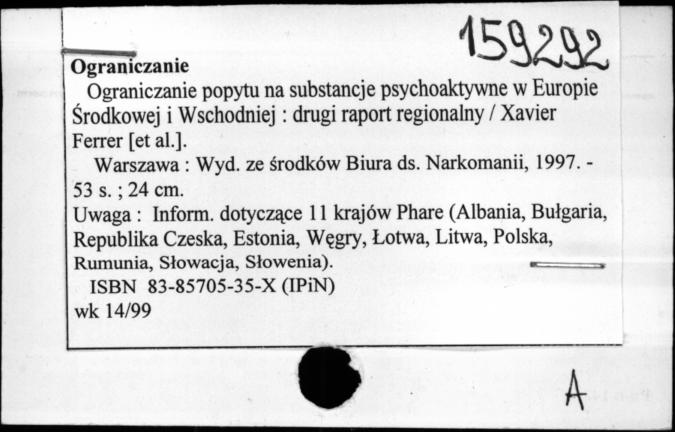 159292
Ograniczanie
Ograniczanie popytu na substancje psychoaktywne w Europie
Środkowej i Wschodniej : drugi raport regionalny / Xavier
Ferrer [et al.].
Warszawa : Wyd. ze środków Biura ds. Narkomanii, 1997. -
53 s. ; 24 cm.
Uwaga : Inform. dotyczące 11 krajów Phare (Albania, Bułgaria,
Republika Czeska, Estonia, Węgry, Łotwa, Litwa, Polska,
Rumunia, Słowacja, Słowenia).
ISBN 83-85705-35-X (IPiN)
wk 14/99
A